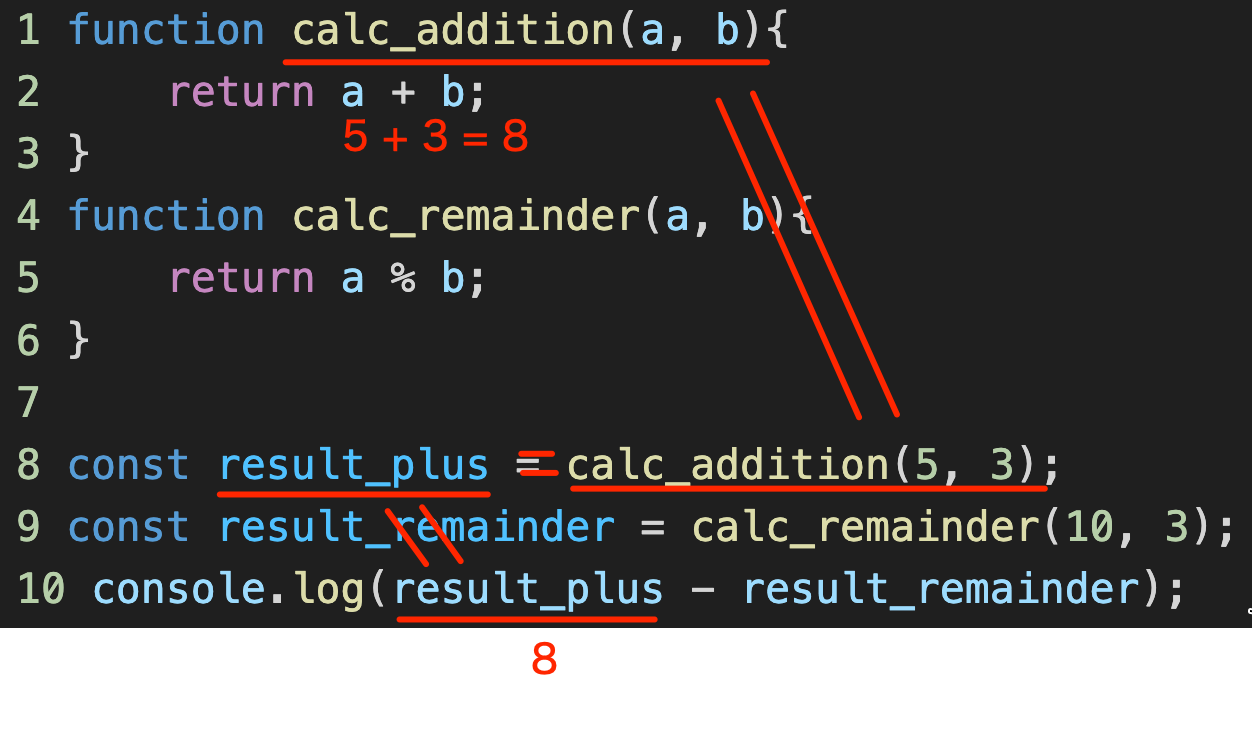 1 function calc_addition(a, b){
2     return a + b;
5 + 3 = 8
3 }
4 function calc_remainder(a, b){
5     return a % b;
6 }
7
8 const result_plus = calc_addition(5, 3);
9 const result_remainder = calc_remainder(10, 3);
10 console.log(result_plus - result_remainder);
8